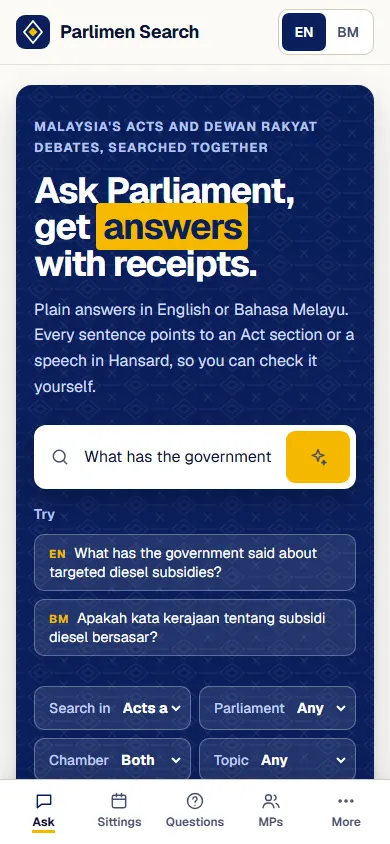 Parlimen Search
EN BM
MALAYSIA'S ACTS AND DEWAN RAKYAT
DEBATES, SEARCHED TOGETHER
Ask Parliament,
get answers
with receipts.
Plain answers in English or Bahasa Melayu.
Every sentence points to an Act section or a
speech in Hansard, so you can check it
yourself.
What has the government
Try
EN What has the government said about
targeted diesel subsidies?
BM Apakah kata kerajaan tentang subsidi
diesel bersasar?
Search in Acts a
Parliament Any
Chamber Both
Topic Any
Ask
Sittings
Questions
MPs
More